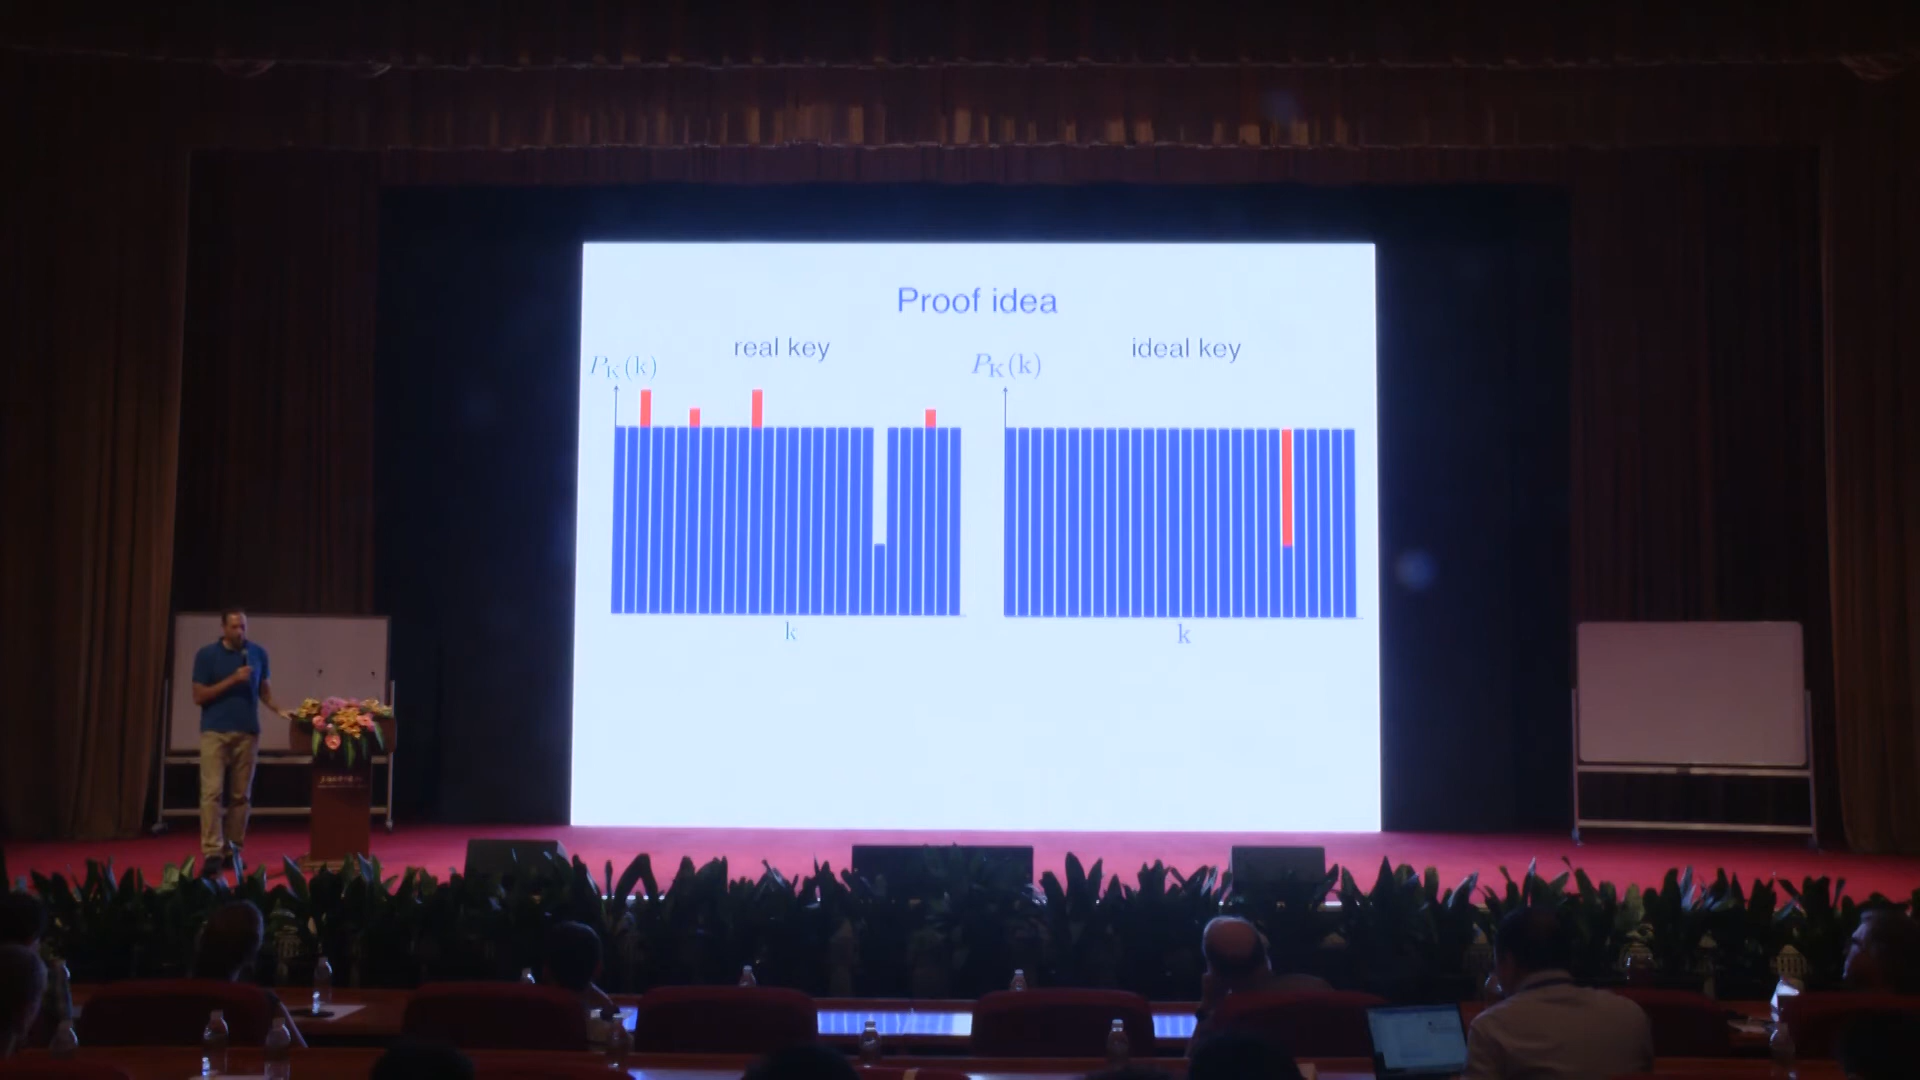 Proof idea
real key
ideal key
P_K(k)
P_K(k)
k
k